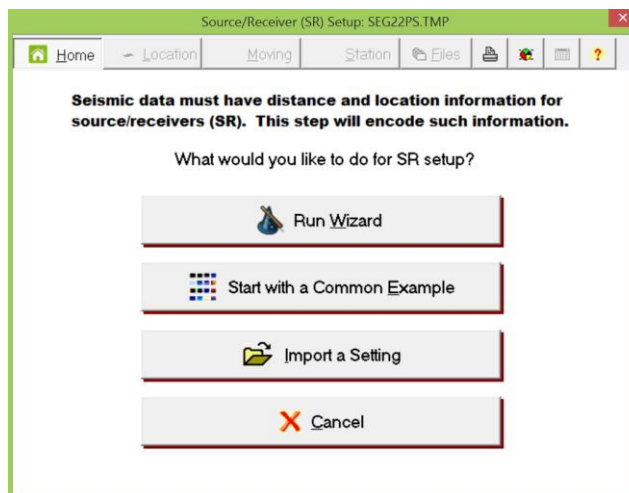 Source/Receiver (SR) Setup: SEG22PS.TMP
Home Location Moving Station Files ?
Seismic data must have distance and location information for
source/receivers (SR). This step will encode such information.
What would you like to do for SR setup?
Run Wizard
Start with a Common Example
Import a Setting
Cancel